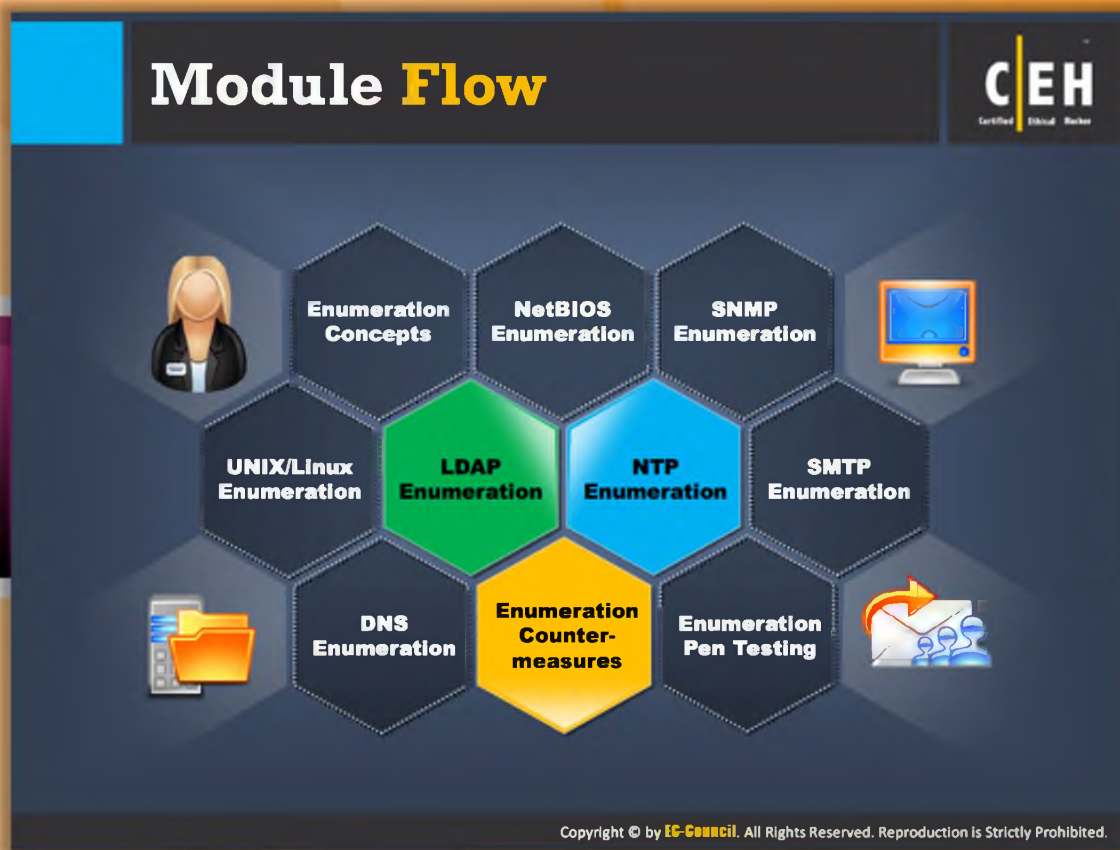 Module Flow
C EH
Certified Ethical Hacker
Enumeration
Concepts
NetBIOS
Enumeration
SNMP
Enumeration
UNIX/Linux
Enumeration
LDAP
Enumeration
NTP
Enumeration
SMTP
Enumeration
DNS
Enumeration
Enumeration
Counter-
measures
Enumeration
Pen Testing
Copyright © by EC-Council. All Rights Reserved. Reproduction is Strictly Prohibited.